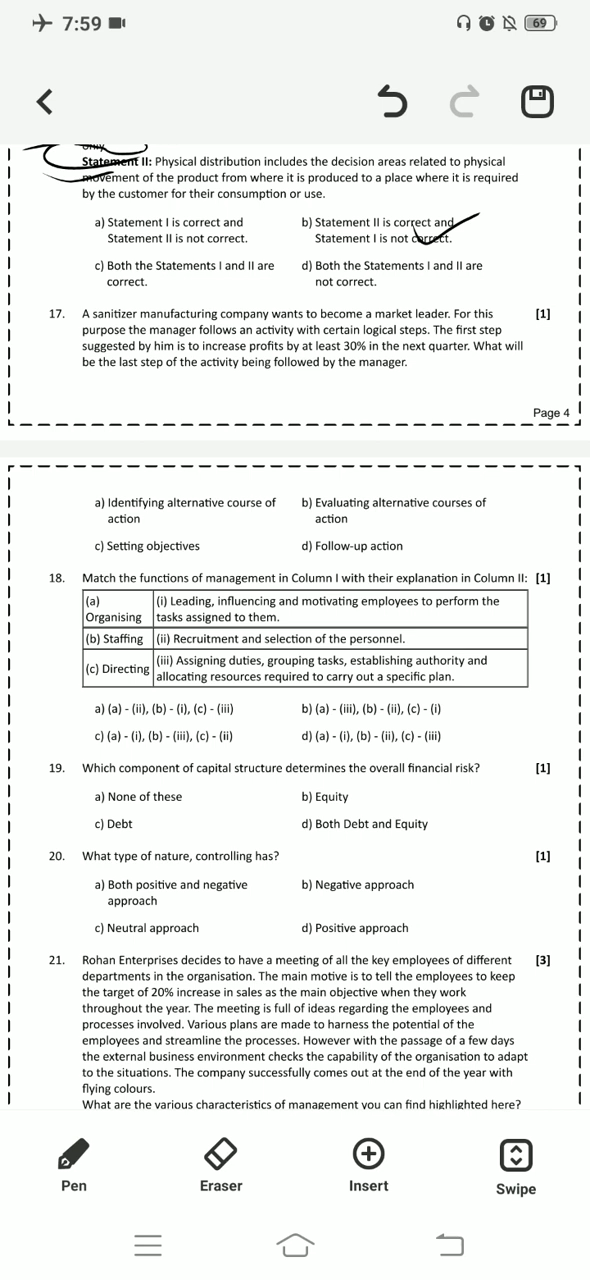 7:59
69
only.
Statement II: Physical distribution includes the decision areas related to physical
movement of the product from where it is produced to a place where it is required
by the customer for their consumption or use.
a) Statement I is correct and
Statement II is not correct.
b) Statement II is correct and
Statement I is not correct.
c) Both the Statements I and II are
correct.
d) Both the Statements I and II are
not correct.
17. A sanitizer manufacturing company wants to become a market leader. For this [1]
purpose the manager follows an activity with certain logical steps. The first step
suggested by him is to increase profits by at least 30% in the next quarter. What will
be the last step of the activity being followed by the manager.
Page 4
a) Identifying alternative course of
action
b) Evaluating alternative courses of
action
c) Setting objectives
d) Follow-up action
18. Match the functions of management in Column I with their explanation in Column II: [1]
(a)
Organising
(i) Leading, influencing and motivating employees to perform the
tasks assigned to them.
(b) Staffing
(ii) Recruitment and selection of the personnel.
(c) Directing
(iii) Assigning duties, grouping tasks, establishing authority and
allocating resources required to carry out a specific plan.
a) (a) - (ii), (b) - (i), (c) - (iii)
b) (a) - (iii), (b) - (ii), (c) - (i)
c) (a) - (i), (b) - (iii), (c) - (ii)
d) (a) - (i), (b) - (ii), (c) - (iii)
19. Which component of capital structure determines the overall financial risk? [1]
a) None of these
b) Equity
c) Debt
d) Both Debt and Equity
20. What type of nature, controlling has? [1]
a) Both positive and negative
approach
b) Negative approach
c) Neutral approach
d) Positive approach
21. Rohan Enterprises decides to have a meeting of all the key employees of different [3]
departments in the organisation. The main motive is to tell the employees to keep
the target of 20% increase in sales as the main objective when they work
throughout the year. The meeting is full of ideas regarding the employees and
processes involved. Various plans are made to harness the potential of the
employees and streamline the processes. However with the passage of a few days
the external business environment checks the capability of the organisation to adapt
to the situations. The company successfully comes out at the end of the year with
flying colours.
What are the various characteristics of management you can find highlighted here?
Pen
Eraser
Insert
Swipe